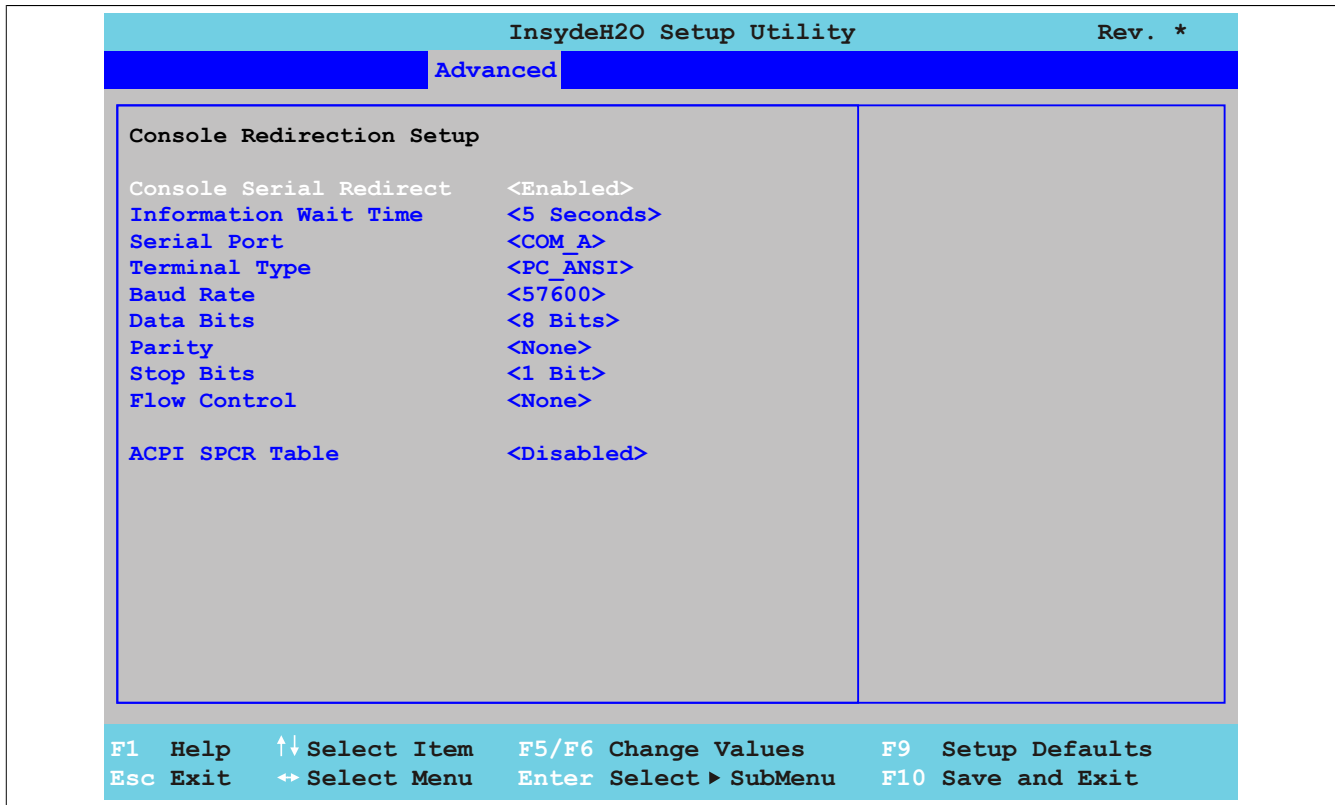 InsydeH2O Setup Utility Rev. *
Advanced
Console Redirection Setup
Console Serial Redirect <Enabled>
Information Wait Time <5 Seconds>
Serial Port <COM_A>
Terminal Type <PC_ANSI>
Baud Rate <57600>
Data Bits <8 Bits>
Parity <None>
Stop Bits <1 Bit>
Flow Control <None>
ACPI SPCR Table <Disabled>
F1 Help ↑↓ Select Item F5/F6 Change Values F9 Setup Defaults
Esc Exit ↔ Select Menu Enter Select ▶ SubMenu F10 Save and Exit